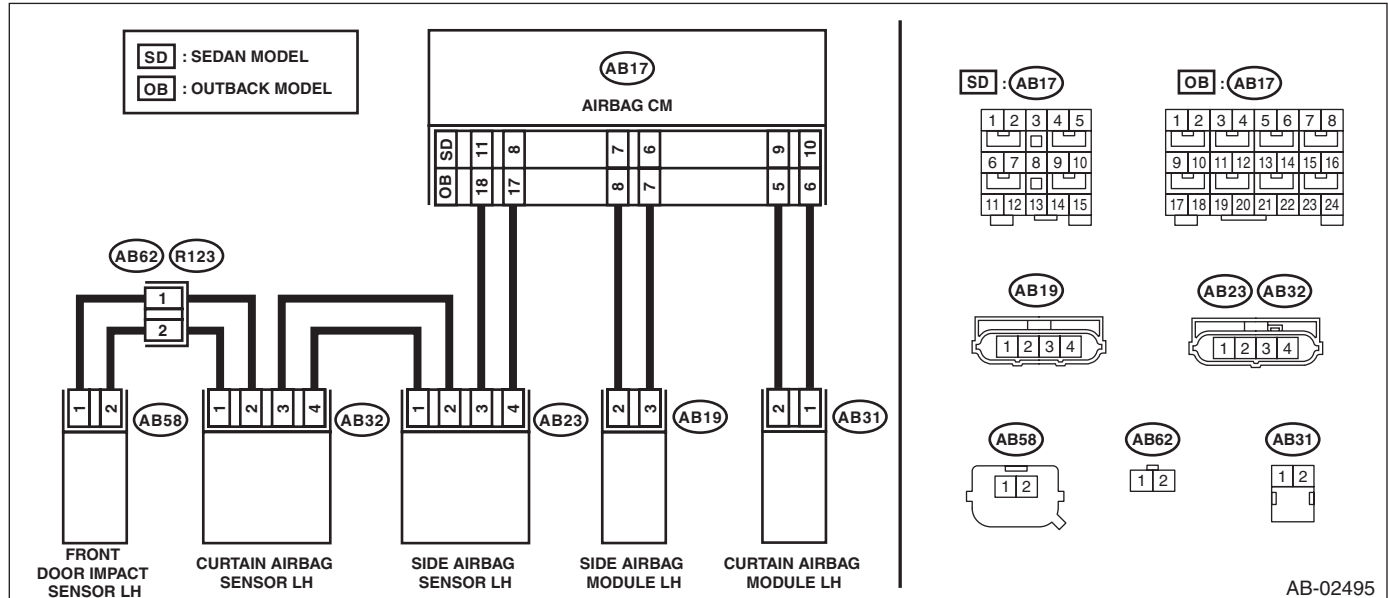 SD : SEDAN MODEL
OB : OUTBACK MODEL
AB17
AIRBAG CM
SD 11 8 7 6 9 10
OB 18 17 8 7 5 6
AB62 R123
1
2
1 2 AB58
1 2 3 4 AB32
1 2 3 4 AB23
2 3 AB19
2 1 AB31
FRONT
DOOR IMPACT
SENSOR LH
CURTAIN AIRBAG
SENSOR LH
SIDE AIRBAG
SENSOR LH
SIDE AIRBAG
MODULE LH
CURTAIN AIRBAG
MODULE LH
SD : AB17
1 2 3 4 5
6 7 8 9 10
11 12 13 14 15
OB : AB17
1 2 3 4 5 6 7 8
9 10 11 12 13 14 15 16
17 18 19 20 21 22 23 24
AB19
1 2 3 4
AB23 AB32
1 2 3 4
AB58
1 2
AB62
1 2
AB31
1 2
AB-02495